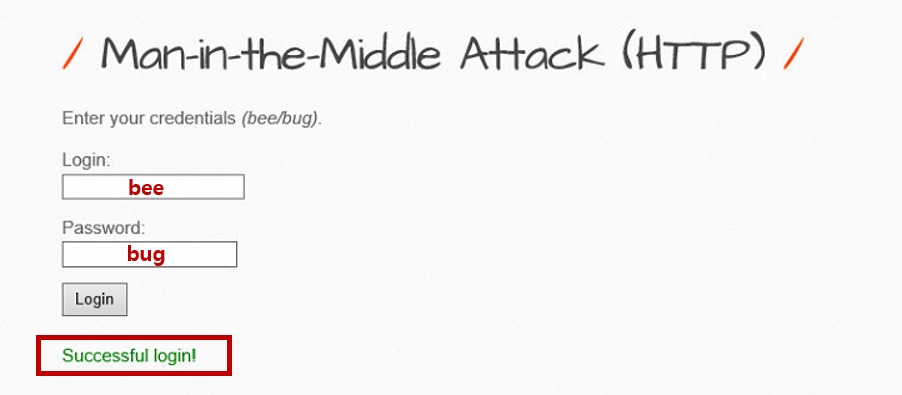 / Man-in-the-Middle Attack (HTTP) /
Enter your credentials (bee/bug).
Login:
bee
Password:
bug
Login
Successful login!